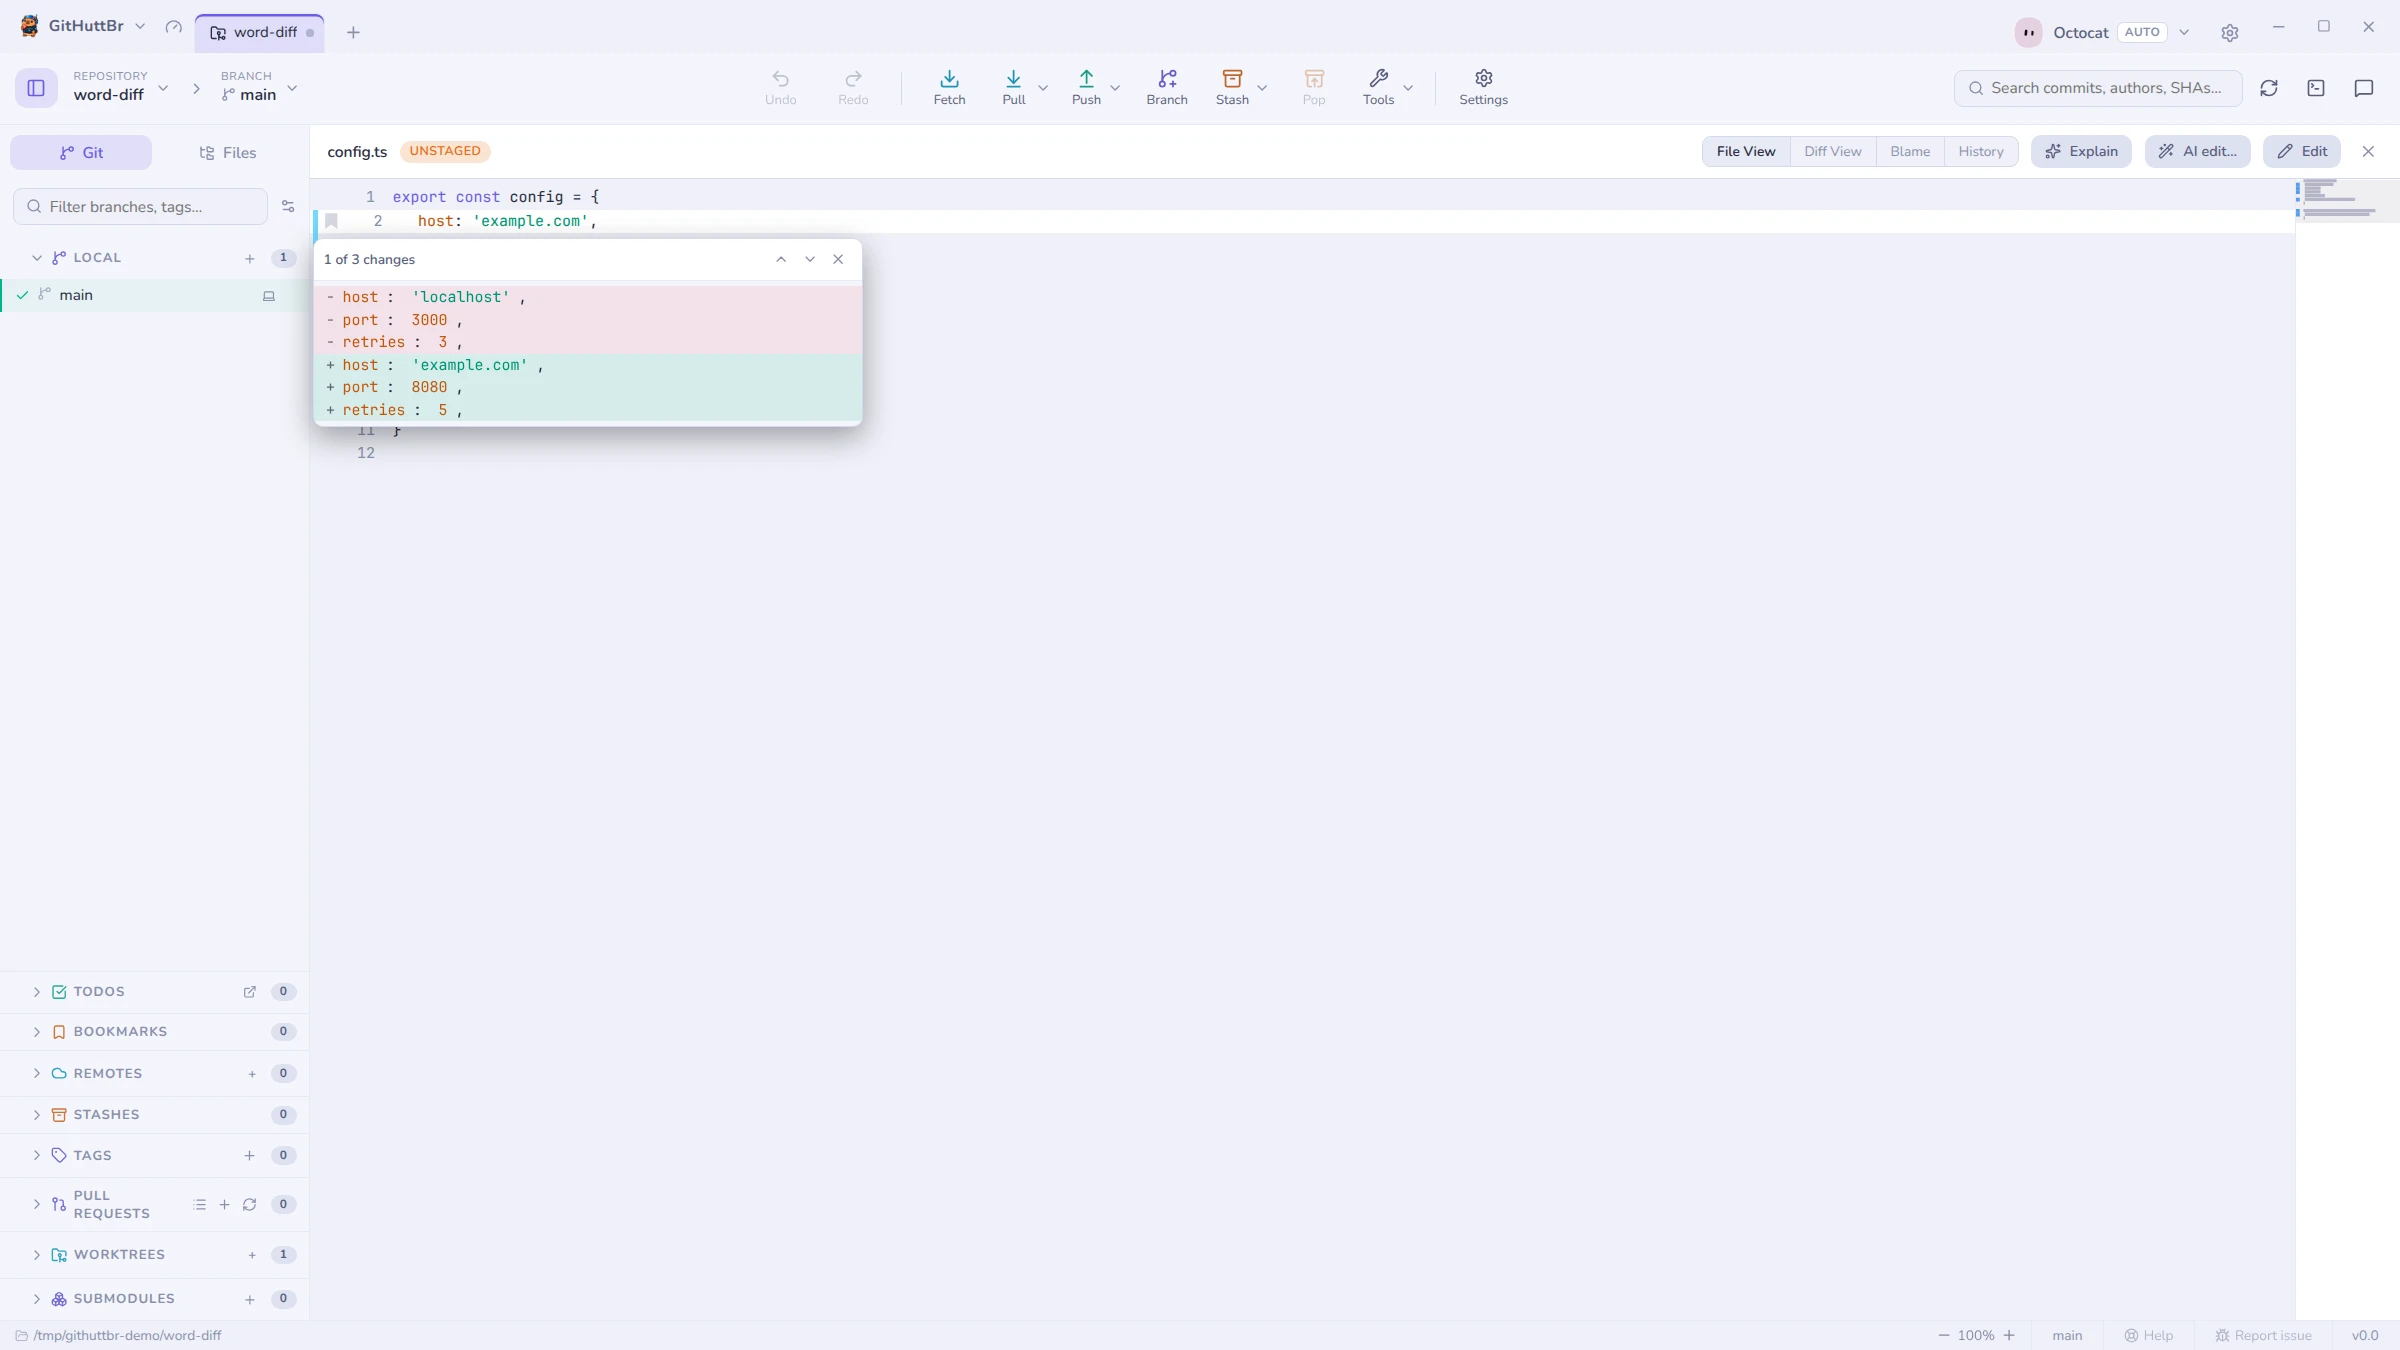 GitHuttBr
word-diff
Octocat AUTO
REPOSITORY
word-diff
BRANCH
main
Undo
Redo
Fetch
Pull
Push
Branch
Stash
Pop
Tools
Settings
Search commits, authors, SHAs...
Git
Files
config.ts UNSTAGED
File View
Diff View
Blame
History
Explain
AI edit...
Edit
Filter branches, tags...
LOCAL 1
main
1 export const config = {
2 host: 'example.com',
1 of 3 changes
- host : 'localhost' ,
- port : 3000 ,
- retries : 3 ,
+ host : 'example.com' ,
+ port : 8080 ,
+ retries : 5 ,
11 }
12
TODOS 0
BOOKMARKS 0
REMOTES + 0
STASHES 0
TAGS + 0
PULL
REQUESTS + 0
WORKTREES + 1
SUBMODULES + 0
/tmp/githuttbr-demo/word-diff
− 100% +
main
Help
Report issue
v0.0